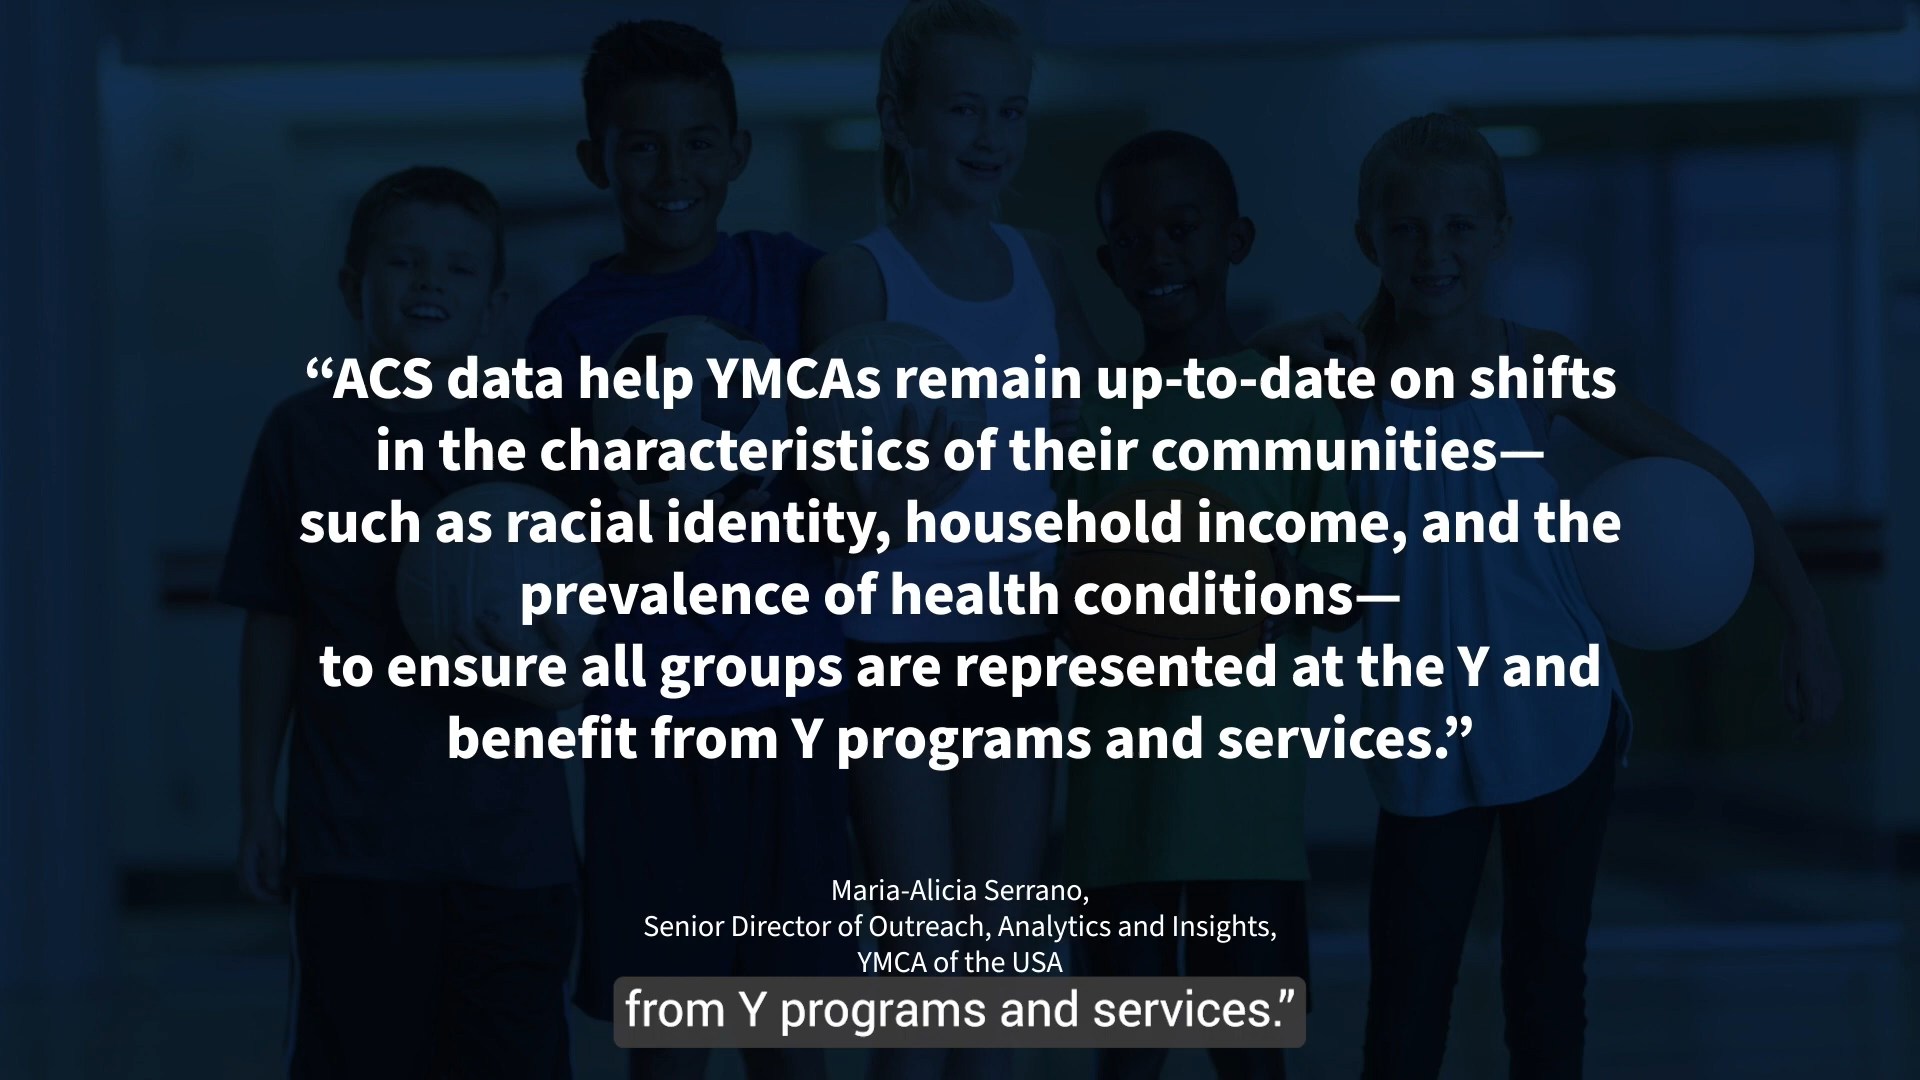 “ACS data help YMCAs remain up-to-date on shifts
in the characteristics of their communities—
such as racial identity, household income, and the
prevalence of health conditions—
to ensure all groups are represented at the Y and
benefit from Y programs and services.”
Maria-Alicia Serrano,
Senior Director of Outreach, Analytics and Insights,
YMCA of the USA
from Y programs and services.”